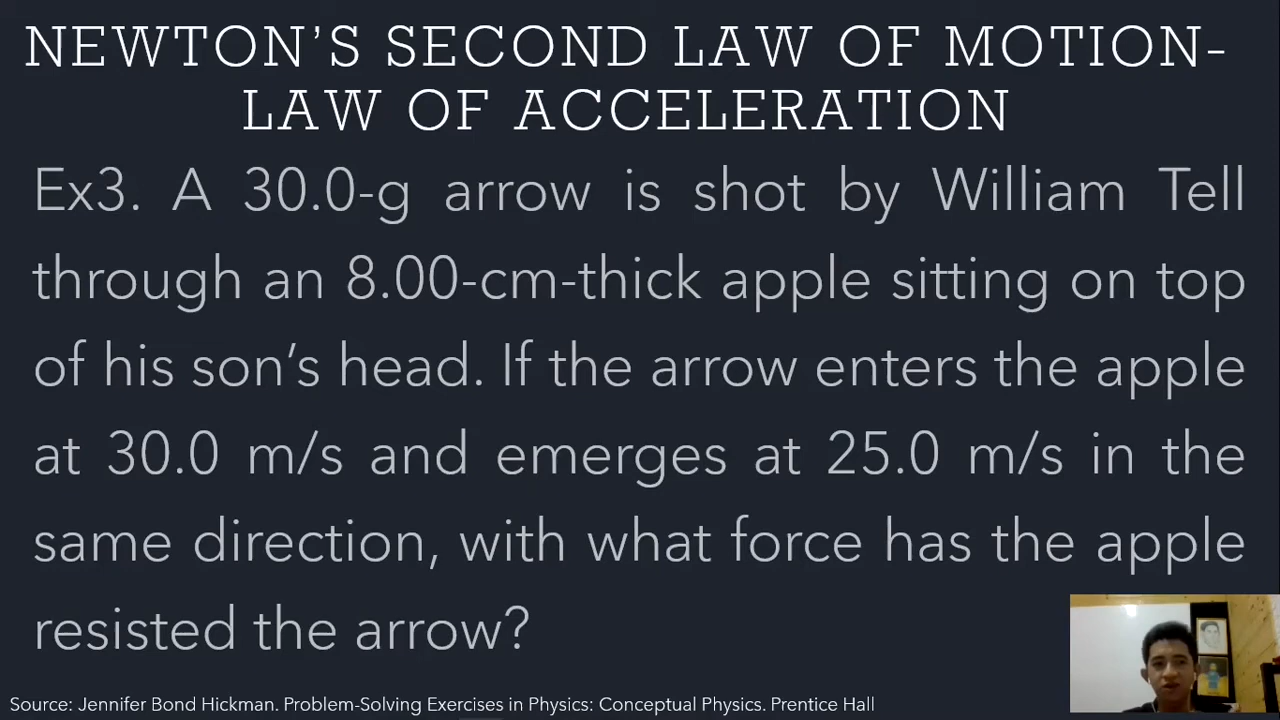 NEWTON’S SECOND LAW OF MOTION-
LAW OF ACCELERATION
Ex3. A 30.0-g arrow is shot by William Tell
through an 8.00-cm-thick apple sitting on top
of his son’s head. If the arrow enters the apple
at 30.0 m/s and emerges at 25.0 m/s in the
same direction, with what force has the apple
resisted the arrow?
Source: Jennifer Bond Hickman. Problem-Solving Exercises in Physics: Conceptual Physics. Prentice Hall